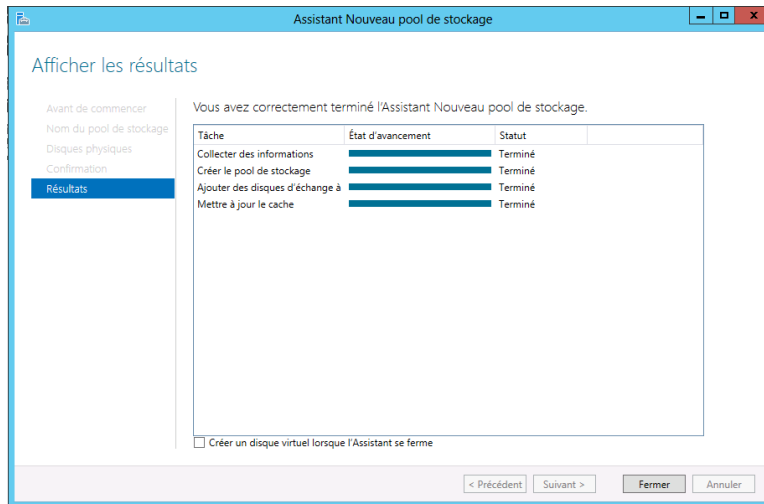 Assistant Nouveau pool de stockage
Afficher les résultats
Avant de commencer
Nom du pool de stockage
Disques physiques
Confirmation
Résultats
Vous avez correctement terminé l'Assistant Nouveau pool de stockage.
Tâche État d'avancement Statut
Collecter des informations Terminé
Créer le pool de stockage Terminé
Ajouter des disques d'échange à Terminé
Mettre à jour le cache Terminé
Créer un disque virtuel lorsque l'Assistant se ferme
< Précédent Suivant > Fermer Annuler